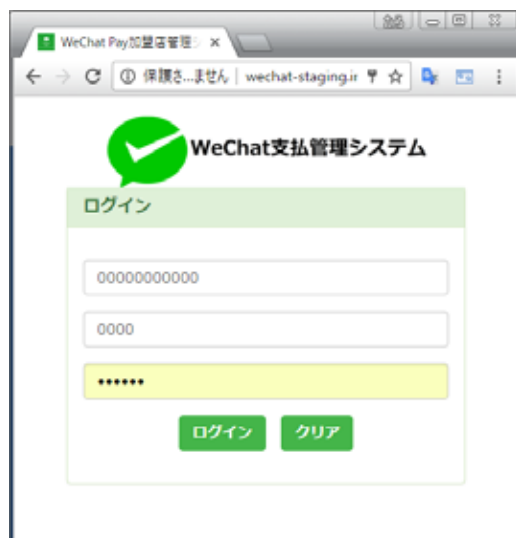 WeChat Pay加盟店管理
保護さ...ません | wechat-staging.ir
WeChat支払管理システム
ログイン
00000000000
0000
••••••
ログイン クリア